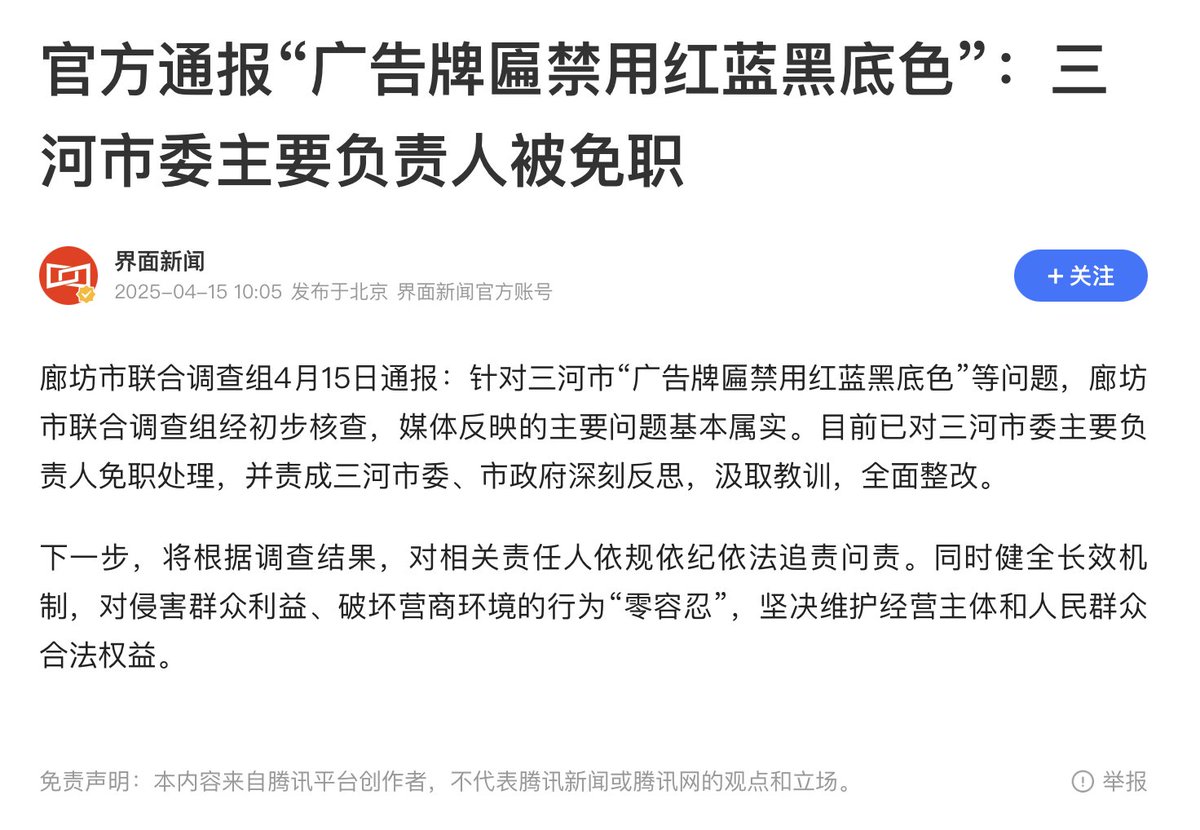 官方通报“广告牌匾禁用红蓝黑底色”：三
河市委主要负责人被免职
界面新闻
2025-04-15 10:05 发布于北京 界面新闻官方账号
+关注
廊坊市联合调查组4月15日通报：针对三河市“广告牌匾禁用红蓝黑底色”等问题，廊坊
市联合调查组经初步核查，媒体反映的主要问题基本属实。目前已对三河市委主要负
责人免职处理，并责成三河市委、市政府深刻反思，汲取教训，全面整改。
下一步，将根据调查结果，对相关责任人依规依纪依法追责问责。同时健全长效机
制，对侵害群众利益、破坏营商环境的行为“零容忍”，坚决维护经营主体和人民群众
合法权益。
免责声明：本内容来自腾讯平台创作者，不代表腾讯新闻或腾讯网的观点和立场。
举报